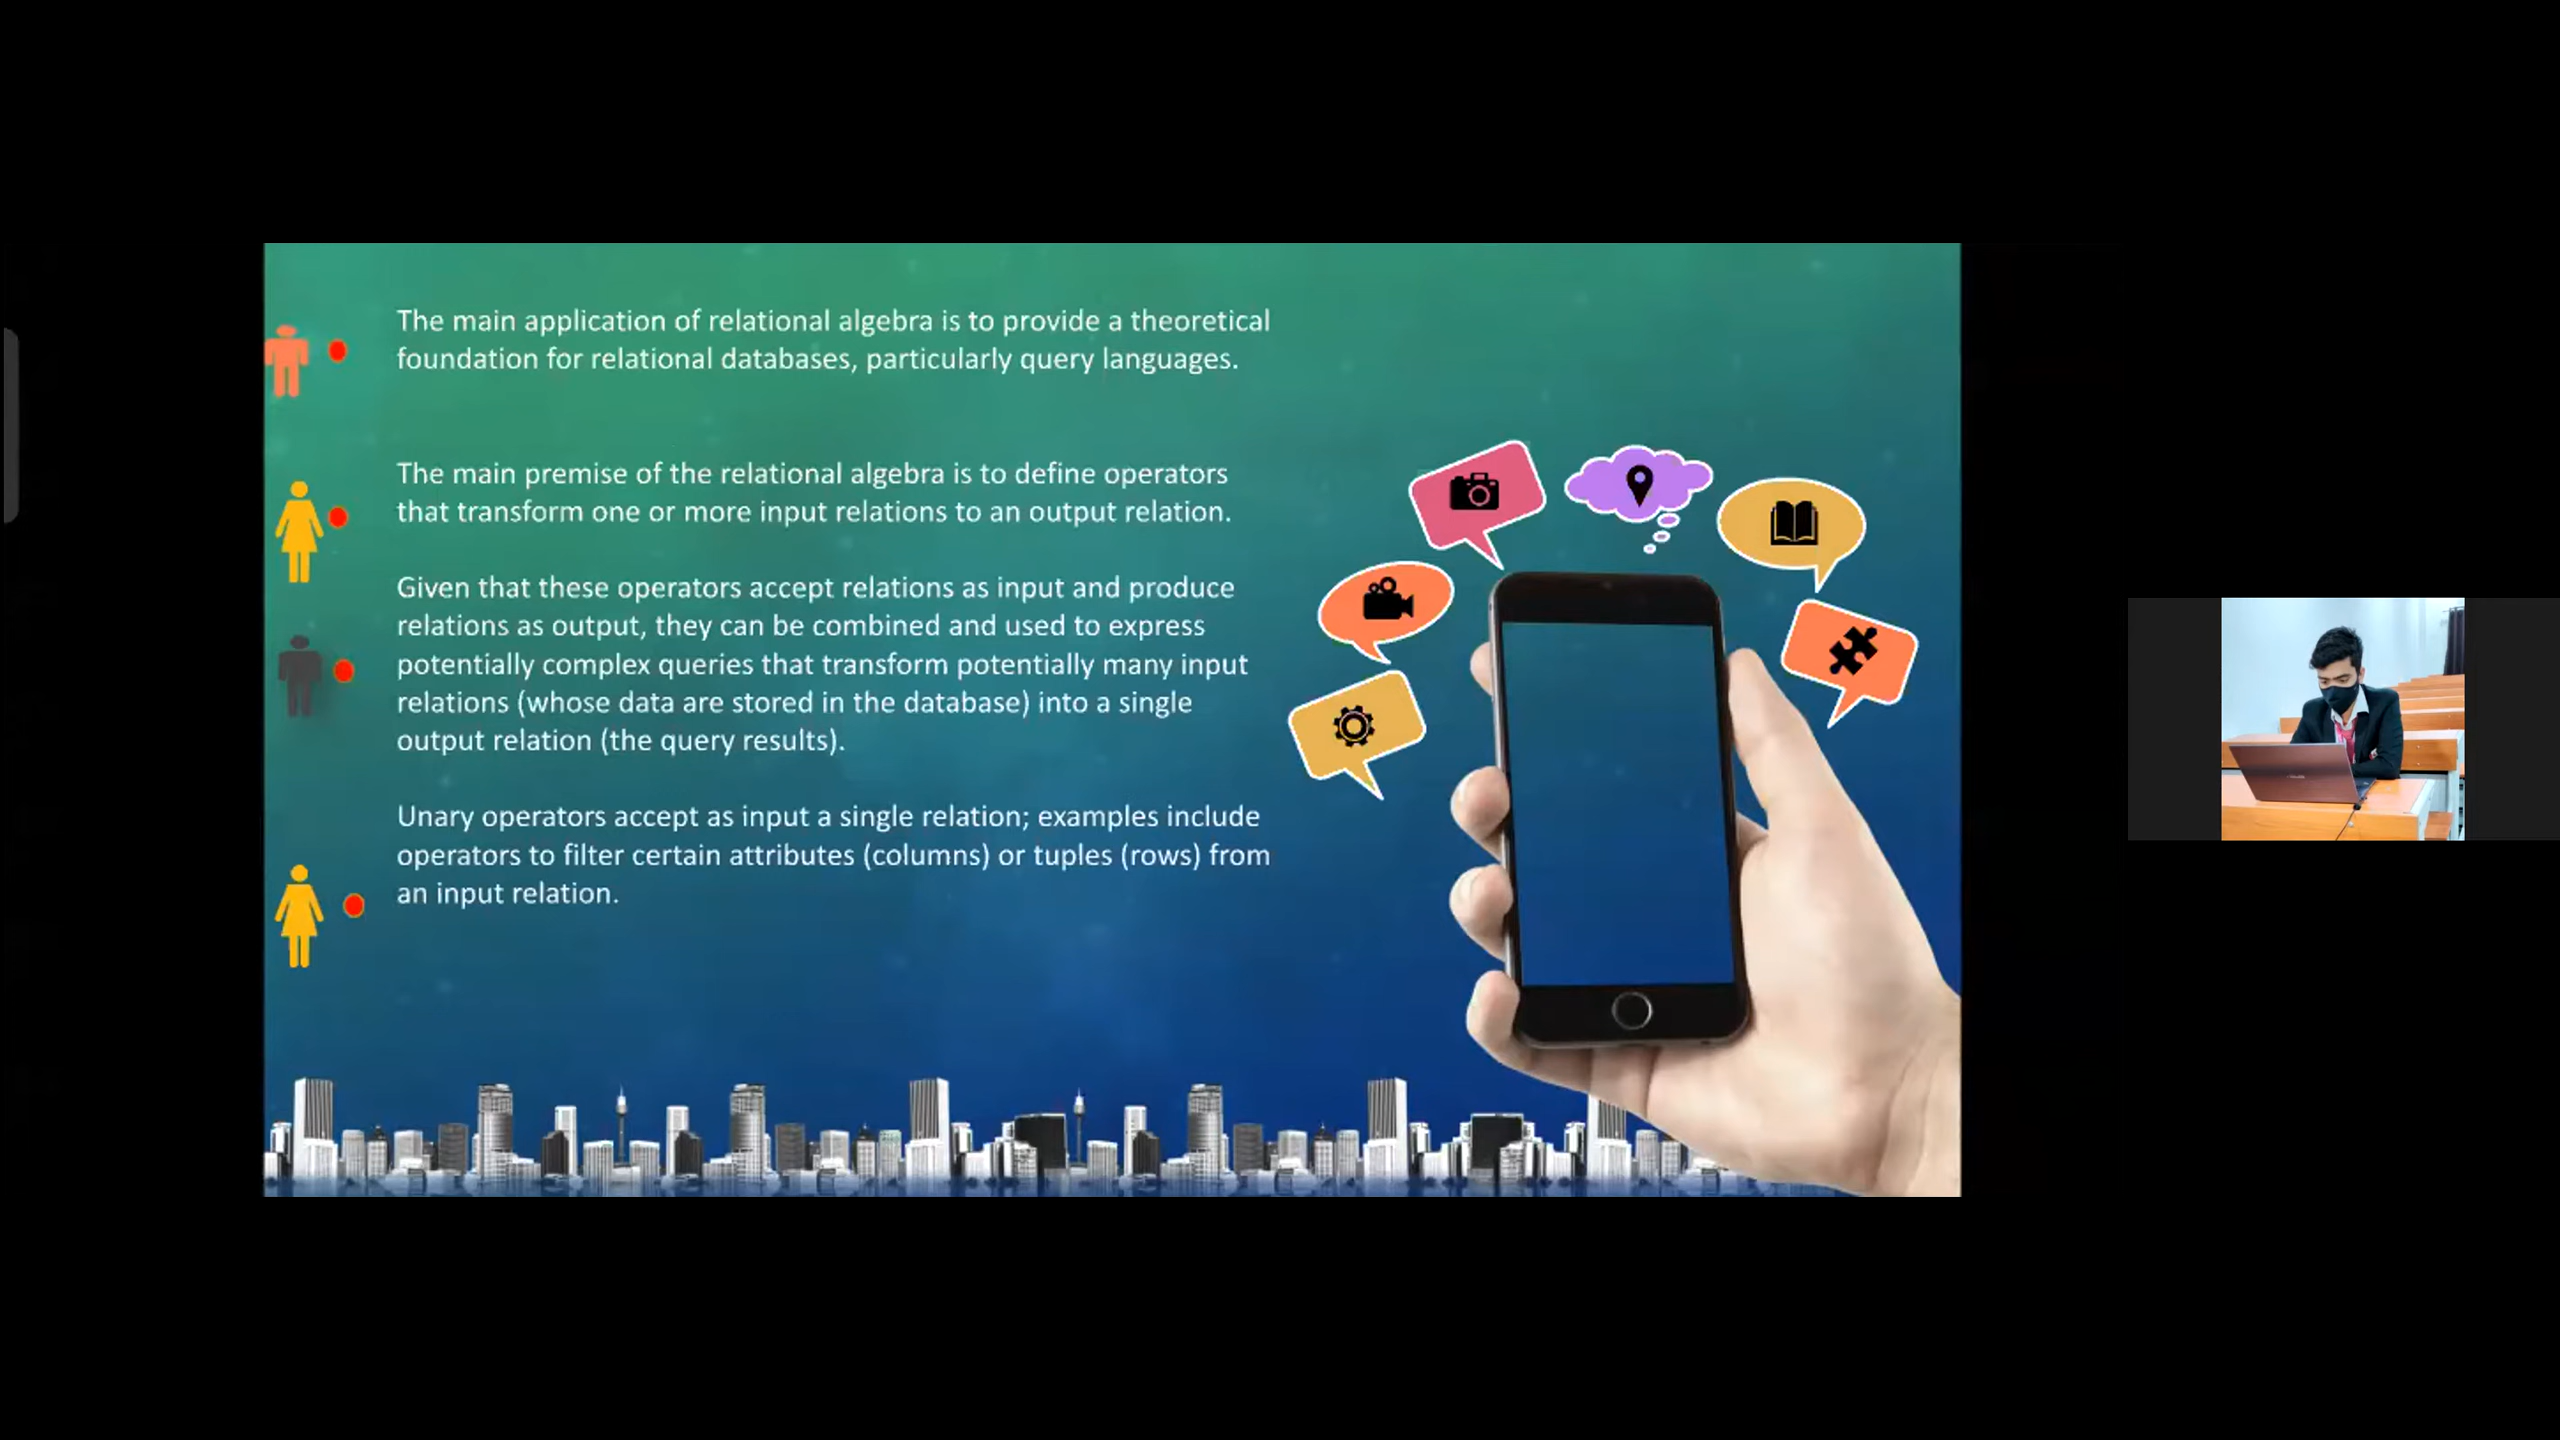 The main application of relational algebra is to provide a theoretical
foundation for relational databases, particularly query languages.
The main premise of the relational algebra is to define operators
that transform one or more input relations to an output relation.
Given that these operators accept relations as input and produce
relations as output, they can be combined and used to express
potentially complex queries that transform potentially many input
relations (whose data are stored in the database) into a single
output relation (the query results).
Unary operators accept as input a single relation; examples include
operators to filter certain attributes (columns) or tuples (rows) from
an input relation.